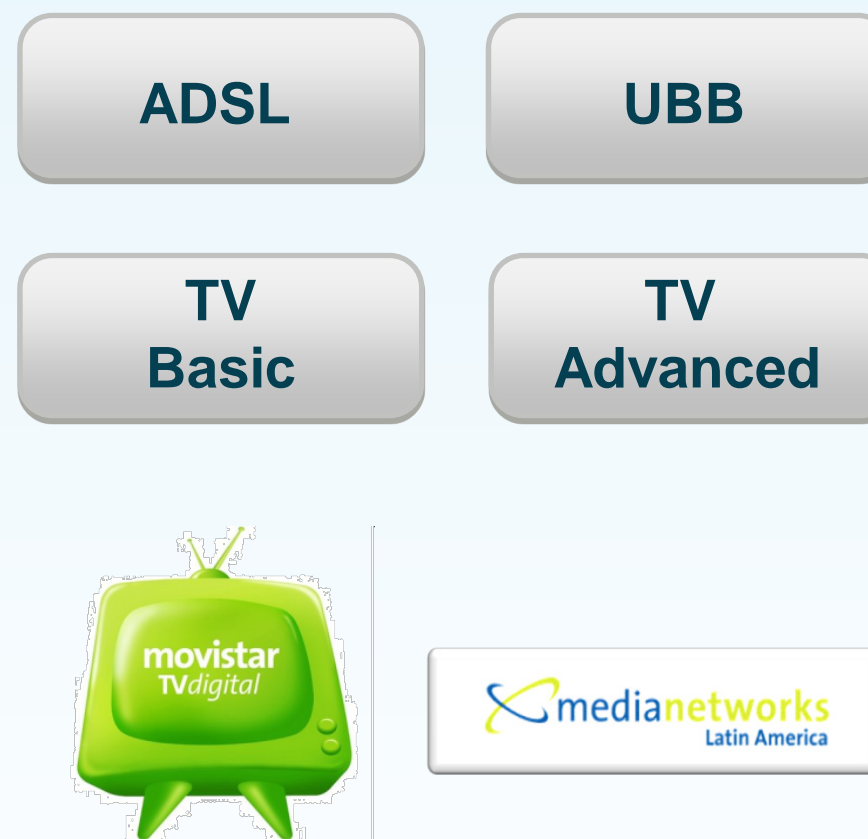 ADSL
UBB
TV
Basic
TV
Advanced
movistar
TVdigital
medianetworks
Latin America